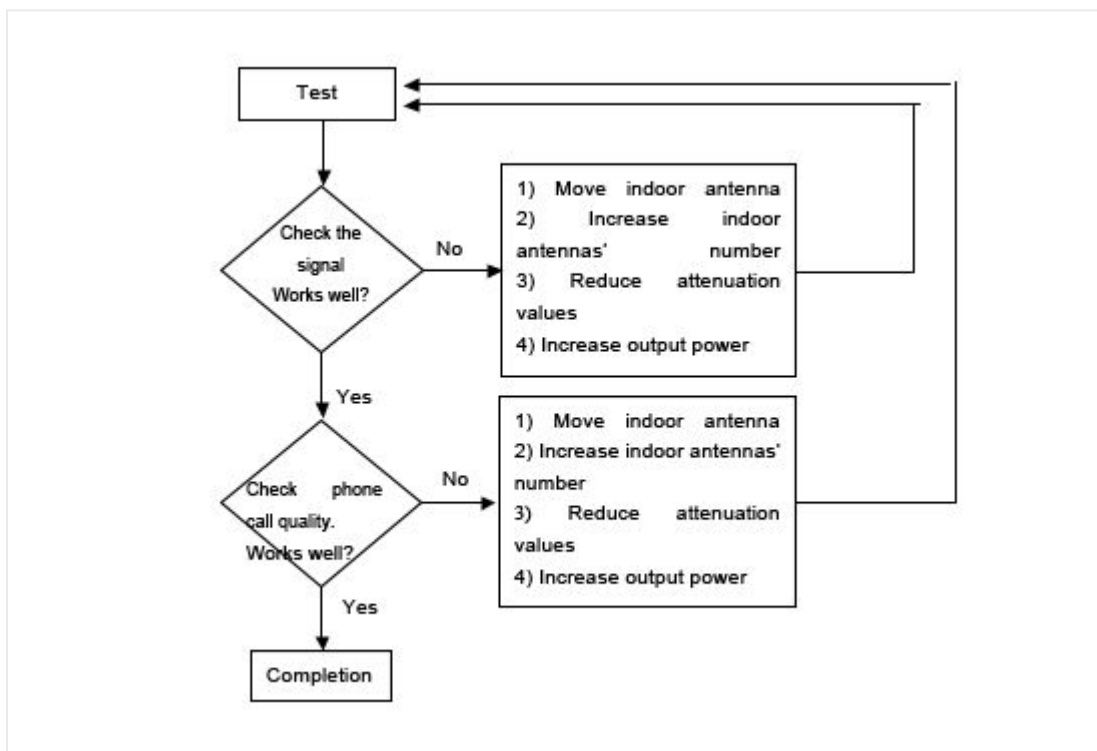 Test
Check the
signal
Works well?
No
1) Move indoor antenna
2) Increase indoor
antennas' number
3) Reduce attenuation
values
4) Increase output power
Yes
Check phone
call quality.
Works well?
No
1) Move indoor antenna
2) Increase indoor antennas'
number
3) Reduce attenuation
values
4) Increase output power
Yes
Completion